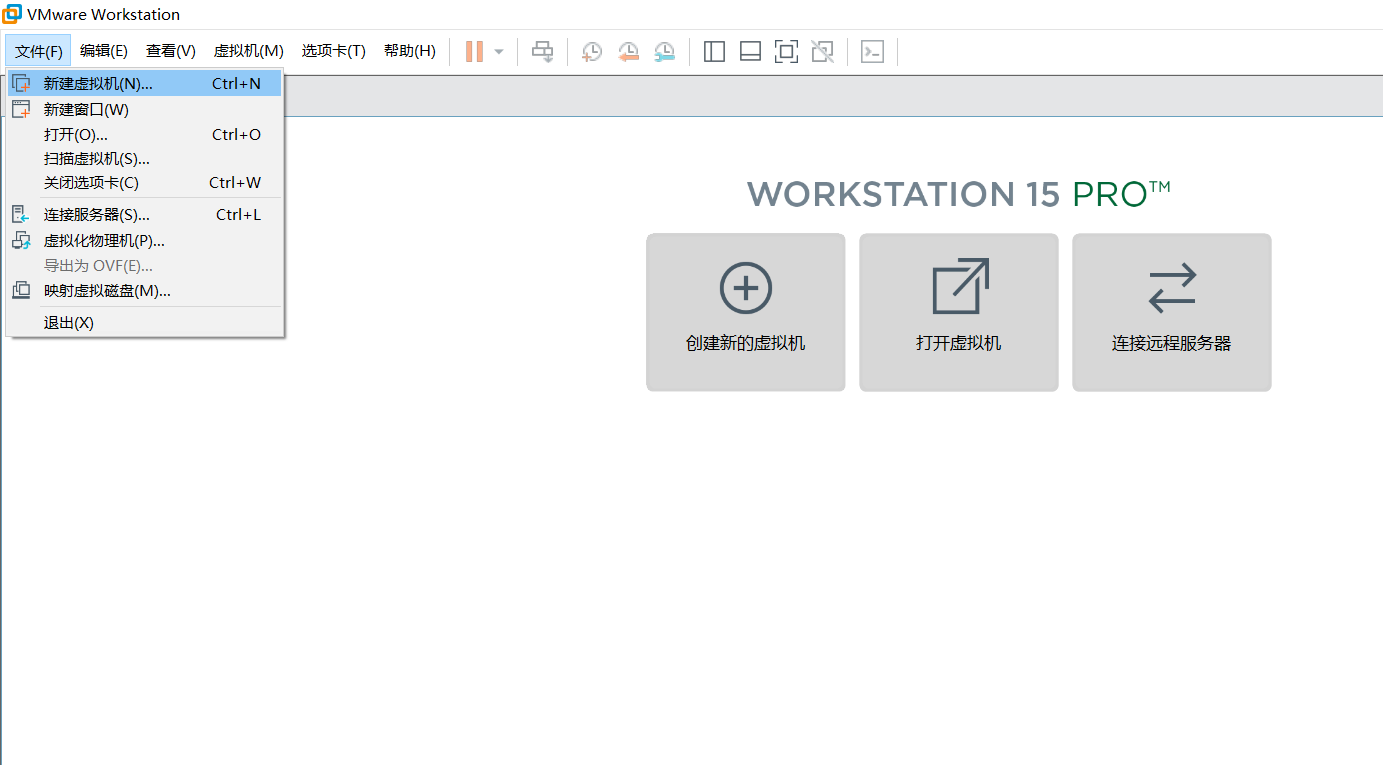 VMware Workstation
文件(F) 编辑(E) 查看(V) 虚拟机(M) 选项卡(T) 帮助(H)
新建虚拟机(N)... Ctrl+N
新建窗口(W)
打开(O)... Ctrl+O
扫描虚拟机(S)...
关闭选项卡(C) Ctrl+W
连接服务器(S)... Ctrl+L
虚拟化物理机(P)...
导出为 OVF(E)...
映射虚拟磁盘(M)...
退出(X)
WORKSTATION 15 PRO™
创建新的虚拟机 打开虚拟机 连接远程服务器